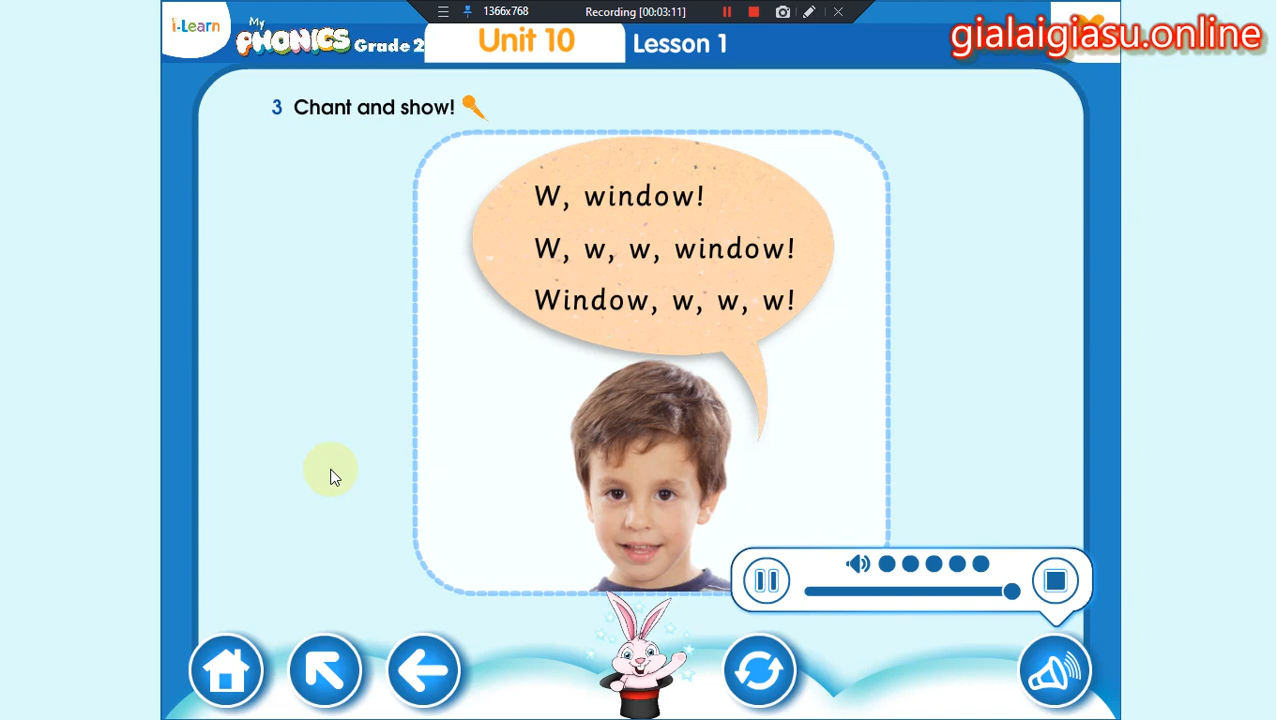 1366x768
Recording [00:03:11]
i-Learn
My
PHONICS Grade 2
Unit 10
Lesson 1
gialaigiasu.online
3 Chant and show!
W, window!
W, w, w, window!
Window, w, w, w!